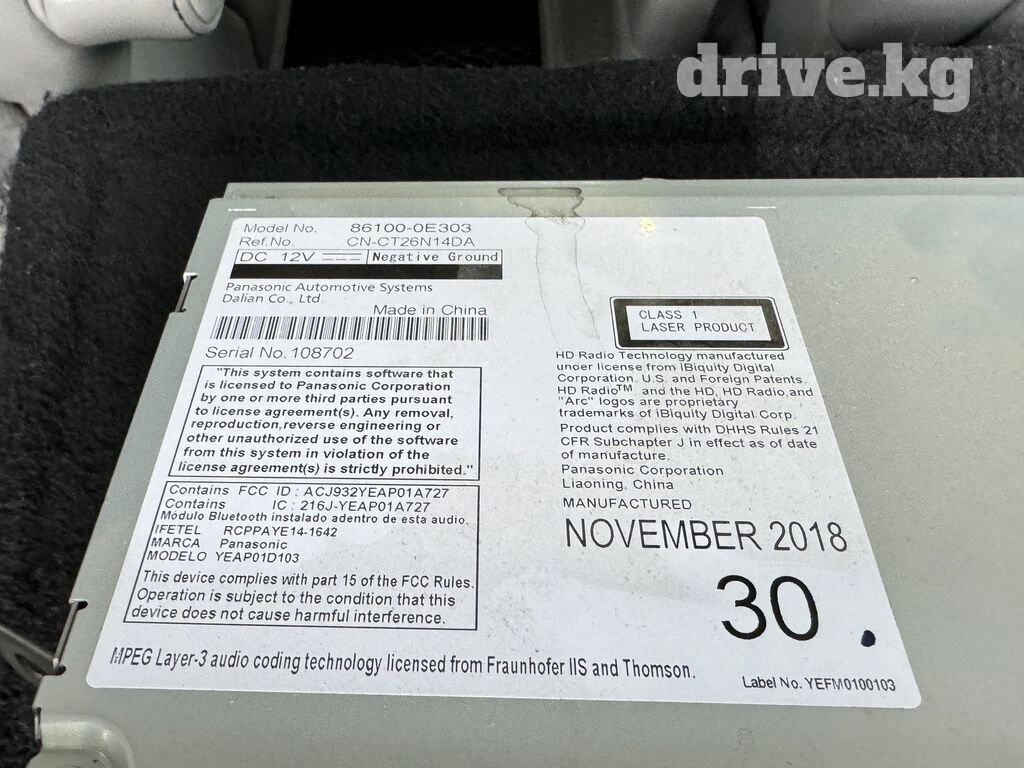 drive.kg
Model No. 86100-0E303
Ref.No. CN-CT26N14DA
DC 12V Negative Ground
Panasonic Automotive Systems
Dalian Co., Ltd
Made in China
Serial No. 108702
"This system contains software that
is licensed to Panasonic Corporation
by one or more third parties pursuant
to license agreement(s). Any removal,
reproduction,reverse engineering or
other unauthorized use of the software
from this system in violation of the
license agreement(s) is strictly prohibited."
Contains FCC ID : ACJ932YEAP01A727
Contains IC : 216J-YEAP01A727
Módulo Bluetooth instalado adentro de esta audio.
IFETEL RCPPAYE14-1642
MARCA Panasonic
MODELO YEAP01D103
This device complies with part 15 of the FCC Rules.
Operation is subject to the condition that this
device does not cause harmful interference.
MPEG Layer-3 audio coding technology licensed from Fraunhofer IIS and Thomson.
CLASS 1
LASER PRODUCT
HD Radio Technology manufactured
under license from iBiquity Digital
Corporation. U.S. and Foreign Patents.
HD Radio™ and the HD, HD Radio,and
"Arc" logos are proprietary
trademarks of iBiquity Digital Corp.
Product complies with DHHS Rules 21
CFR Subchapter J in effect as of date
of manufacture.
Panasonic Corporation
Liaoning, China
MANUFACTURED
NOVEMBER 2018
30
Label No. YEFM0100103